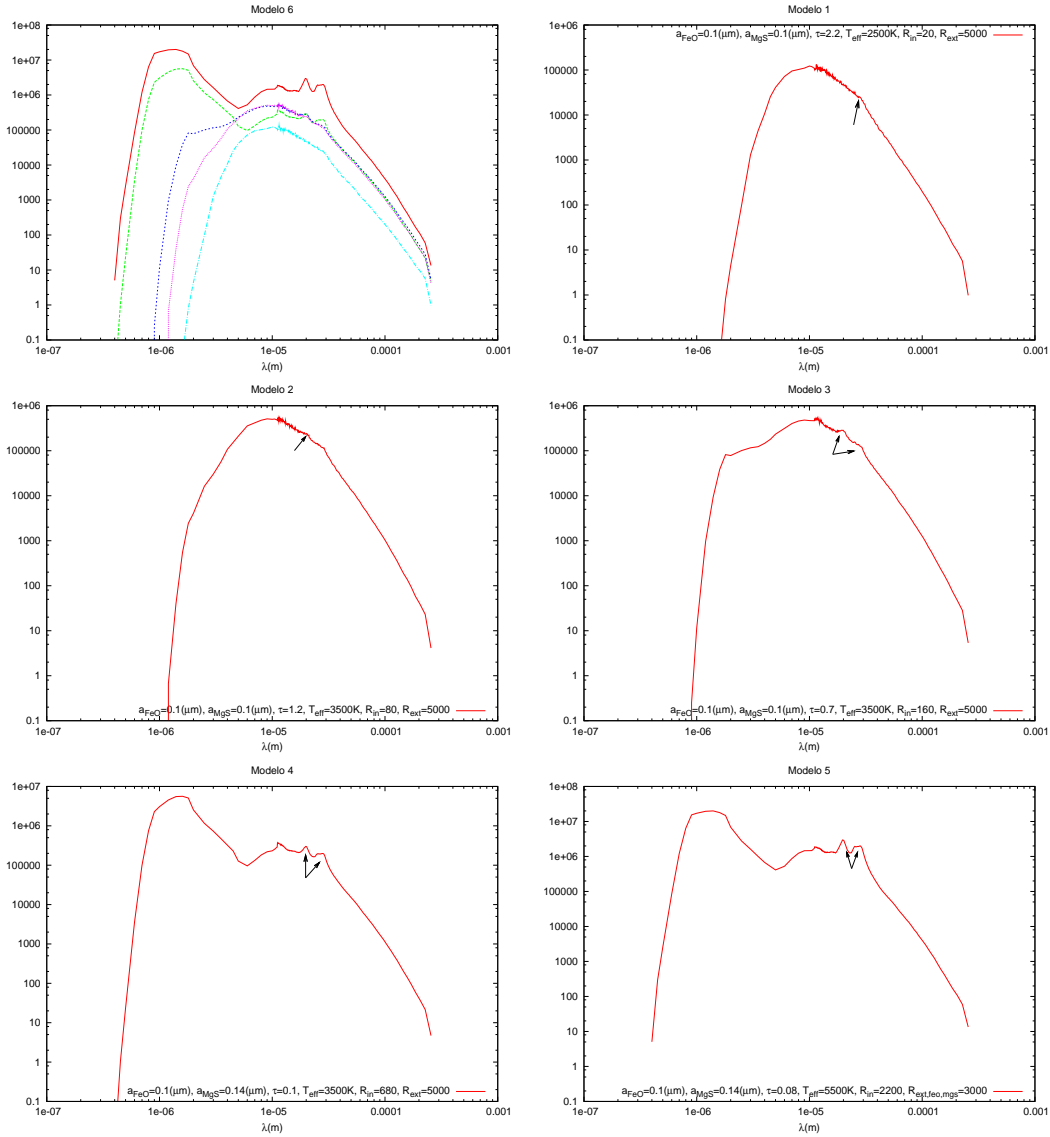 Modelo 6
1e+08
1e+07
1e+06
100000
10000
1000
100
10
1
0.1
1e-07
1e-06
1e-05
0.0001
0.001
λ(m)
Modelo 1
a_FeO=0.1(μm), a_MgS=0.1(μm), τ=2.2, T_eff=2500K, R_in=20, R_ext=5000
1e+06
100000
10000
1000
100
10
1
0.1
1e-07
1e-06
1e-05
0.0001
0.001
λ(m)
Modelo 2
1e+06
100000
10000
1000
100
10
1
0.1
a_FeO=0.1(μm), a_MgS=0.1(μm), τ=1.2, T_eff=3500K, R_in=80, R_ext=5000
1e-07
1e-06
1e-05
0.0001
0.001
λ(m)
Modelo 3
1e+06
100000
10000
1000
100
10
1
0.1
a_FeO=0.1(μm), a_MgS=0.1(μm), τ=0.7, T_eff=3500K, R_in=160, R_ext=5000
1e-07
1e-06
1e-05
0.0001
0.001
λ(m)
Modelo 4
1e+07
1e+06
100000
10000
1000
100
10
1
0.1
a_FeO=0.1(μm), a_MgS=0.14(μm), τ=0.1, T_eff=3500K, R_in=680, R_ext=5000
1e-07
1e-06
1e-05
0.0001
0.001
λ(m)
Modelo 5
1e+08
1e+07
1e+06
100000
10000
1000
100
10
1
0.1
a_FeO=0.1(μm), a_MgS=0.14(μm), τ=0.08, T_eff=5500K, R_in=2200, R_ext,feo,mgs=3000
1e-07
1e-06
1e-05
0.0001
0.001
λ(m)